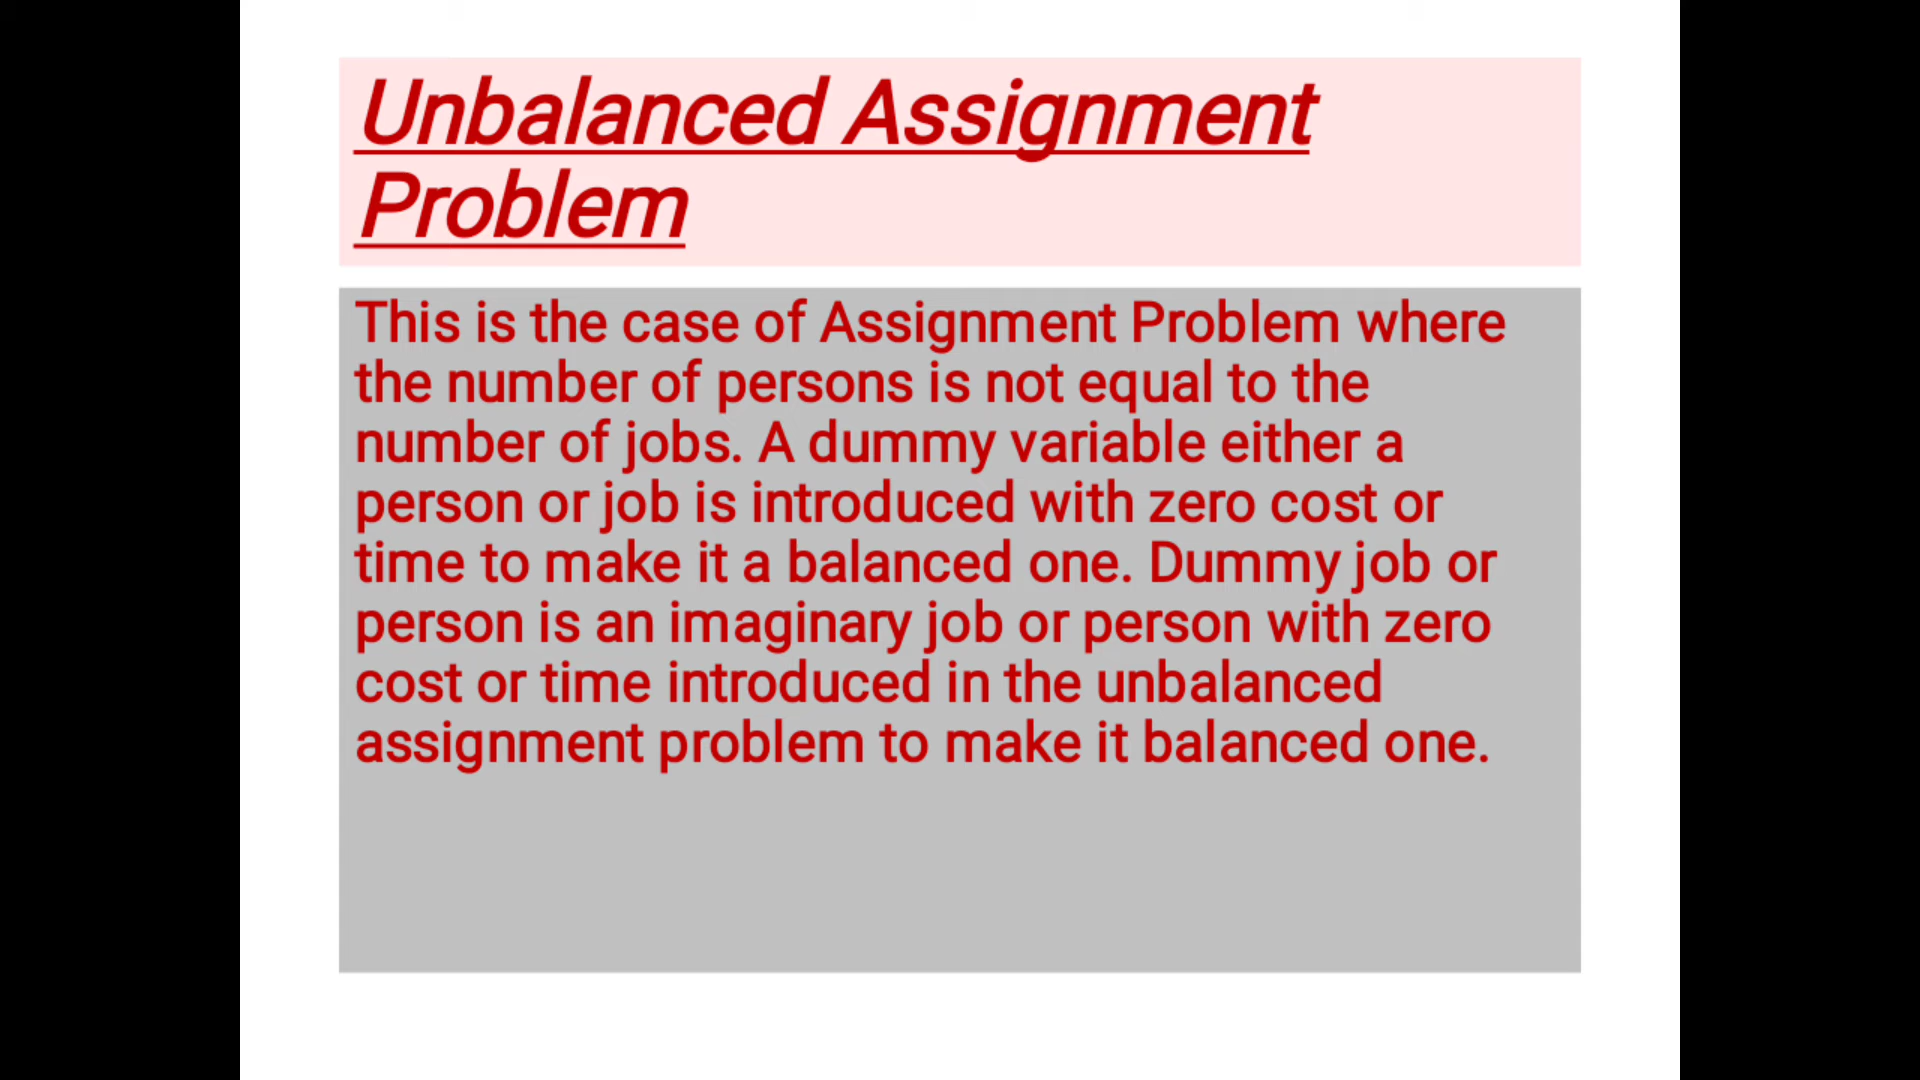 Unbalanced Assignment
Problem
This is the case of Assignment Problem where
the number of persons is not equal to the
number of jobs. A dummy variable either a
person or job is introduced with zero cost or
time to make it a balanced one. Dummy job or
person is an imaginary job or person with zero
cost or time introduced in the unbalanced
assignment problem to make it balanced one.